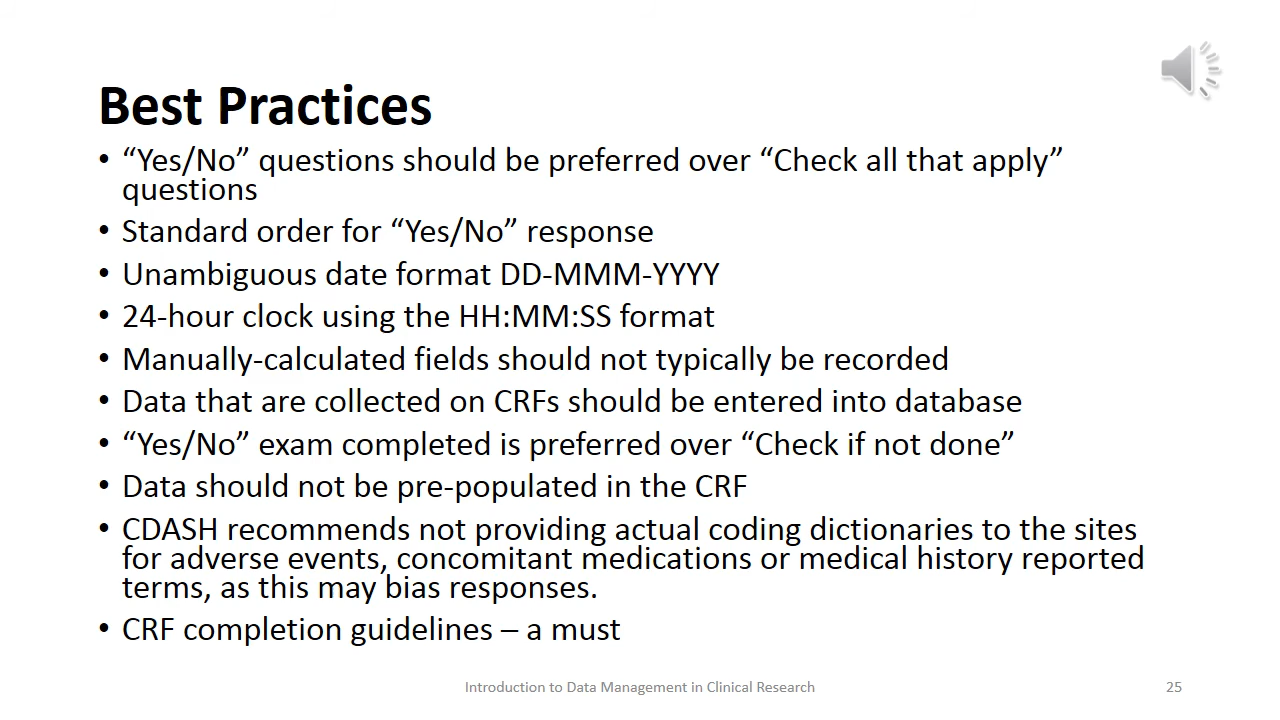 Best Practices
• “Yes/No” questions should be preferred over “Check all that apply”
questions
• Standard order for “Yes/No” response
• Unambiguous date format DD-MMM-YYYY
• 24-hour clock using the HH:MM:SS format
• Manually-calculated fields should not typically be recorded
• Data that are collected on CRFs should be entered into database
• “Yes/No” exam completed is preferred over “Check if not done”
• Data should not be pre-populated in the CRF
• CDASH recommends not providing actual coding dictionaries to the sites
for adverse events, concomitant medications or medical history reported
terms, as this may bias responses.
• CRF completion guidelines – a must
Introduction to Data Management in Clinical Research
25